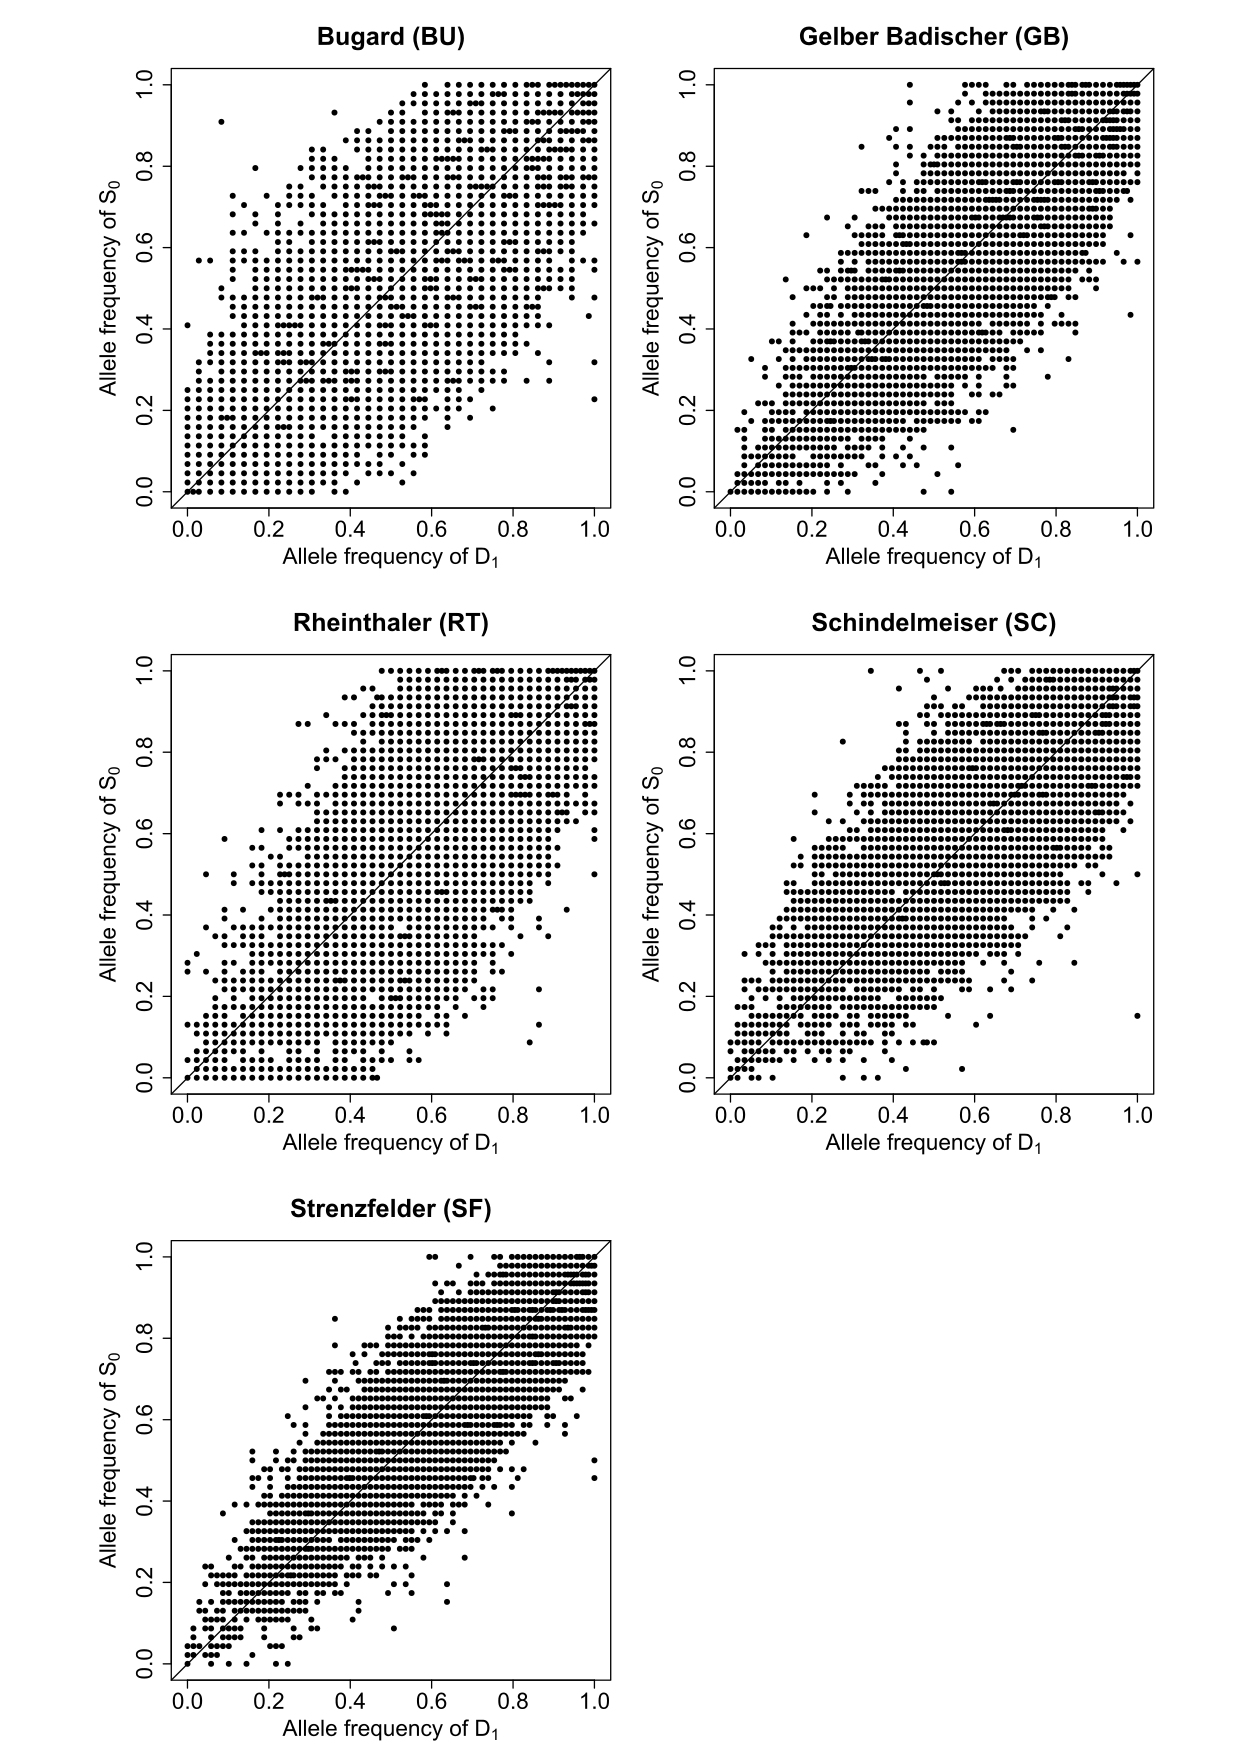 Bugard (BU)
1.0
0.8
0.6
0.4
0.2
0.0
Allele frequency of S₀
0.0 0.2 0.4 0.6 0.8 1.0
Allele frequency of D₁
Gelber Badischer (GB)
1.0
0.8
0.6
0.4
0.2
0.0
Allele frequency of S₀
0.0 0.2 0.4 0.6 0.8 1.0
Allele frequency of D₁
Rheinthaler (RT)
1.0
0.8
0.6
0.4
0.2
0.0
Allele frequency of S₀
0.0 0.2 0.4 0.6 0.8 1.0
Allele frequency of D₁
Schindelmeiser (SC)
1.0
0.8
0.6
0.4
0.2
0.0
Allele frequency of S₀
0.0 0.2 0.4 0.6 0.8 1.0
Allele frequency of D₁
Strenzfelder (SF)
1.0
0.8
0.6
0.4
0.2
0.0
Allele frequency of S₀
0.0 0.2 0.4 0.6 0.8 1.0
Allele frequency of D₁